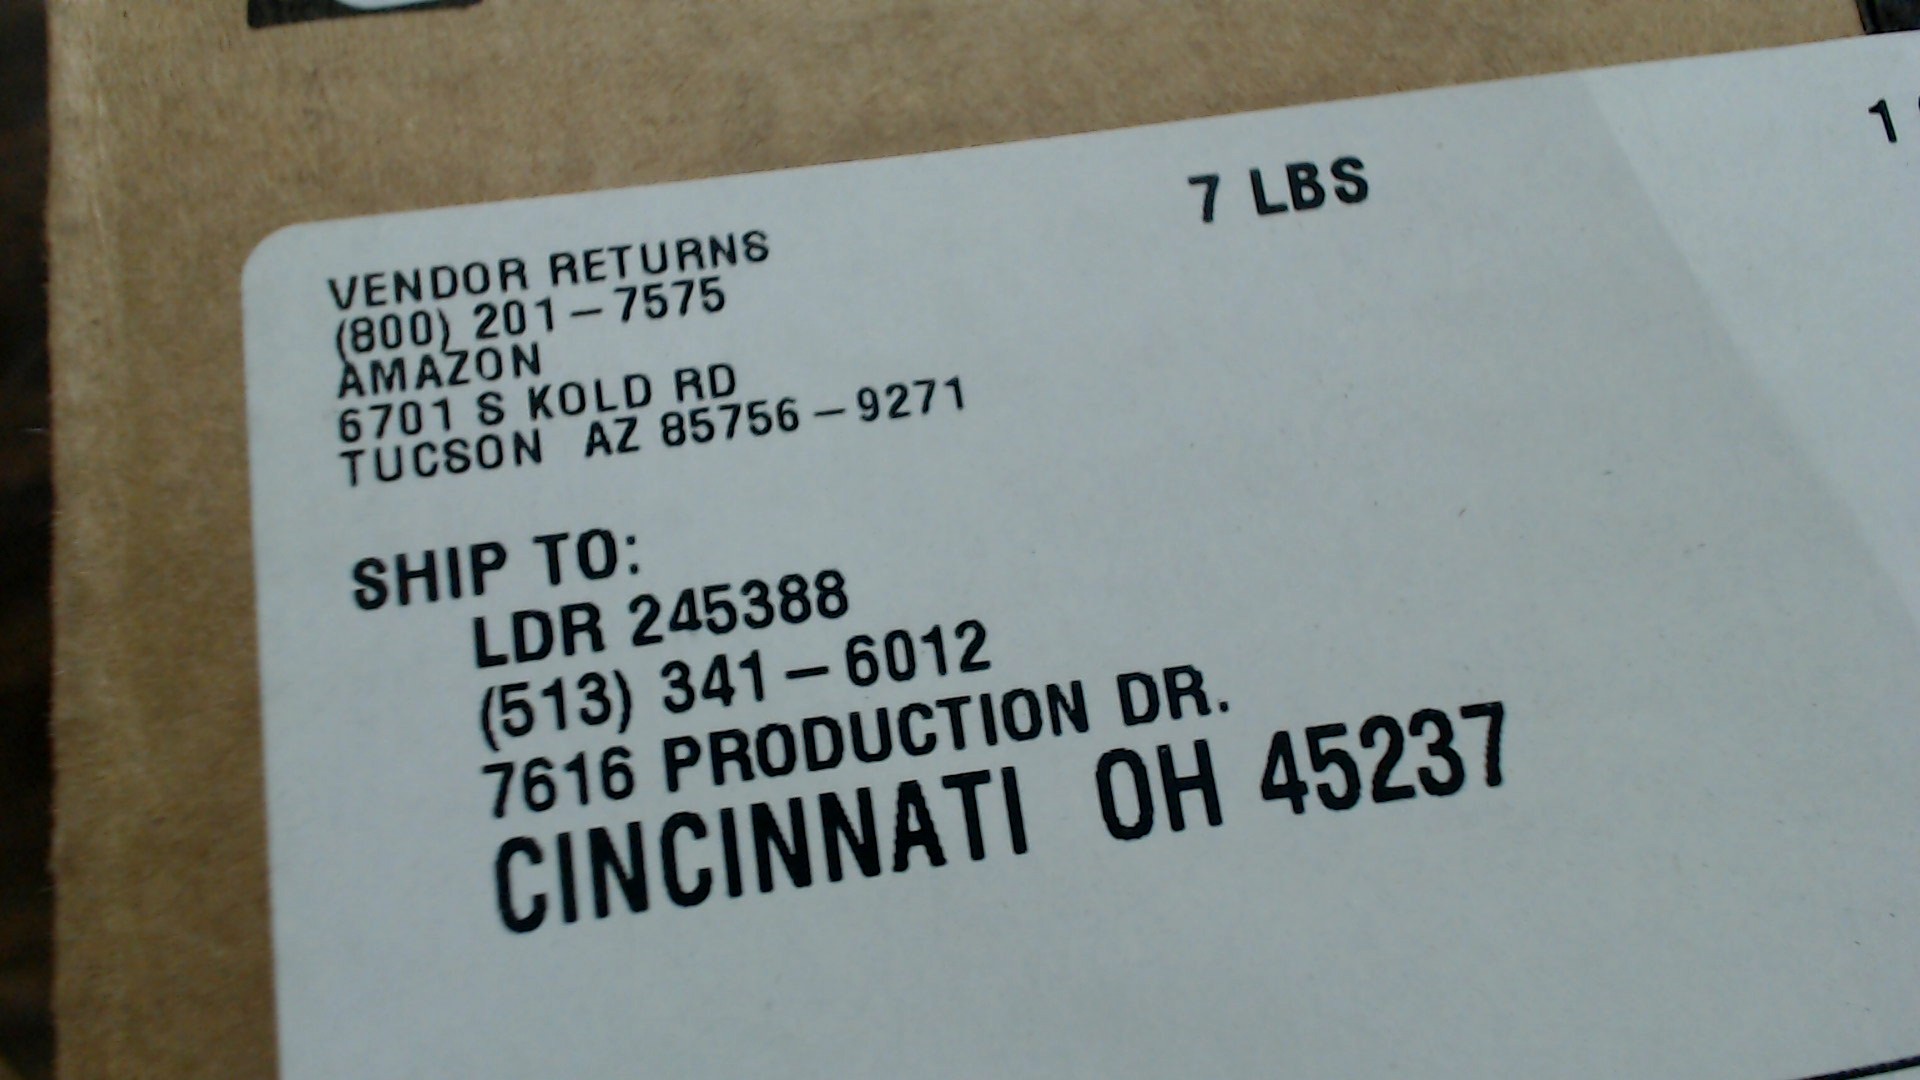 7 LBS
1
VENDOR RETURNS
(800) 201-7575
AMAZON
6701 S KOLD RD
TUCSON AZ 85756-9271
SHIP TO:
LDR 245388
(513) 341-6012
7616 PRODUCTION DR.
CINCINNATI OH 45237